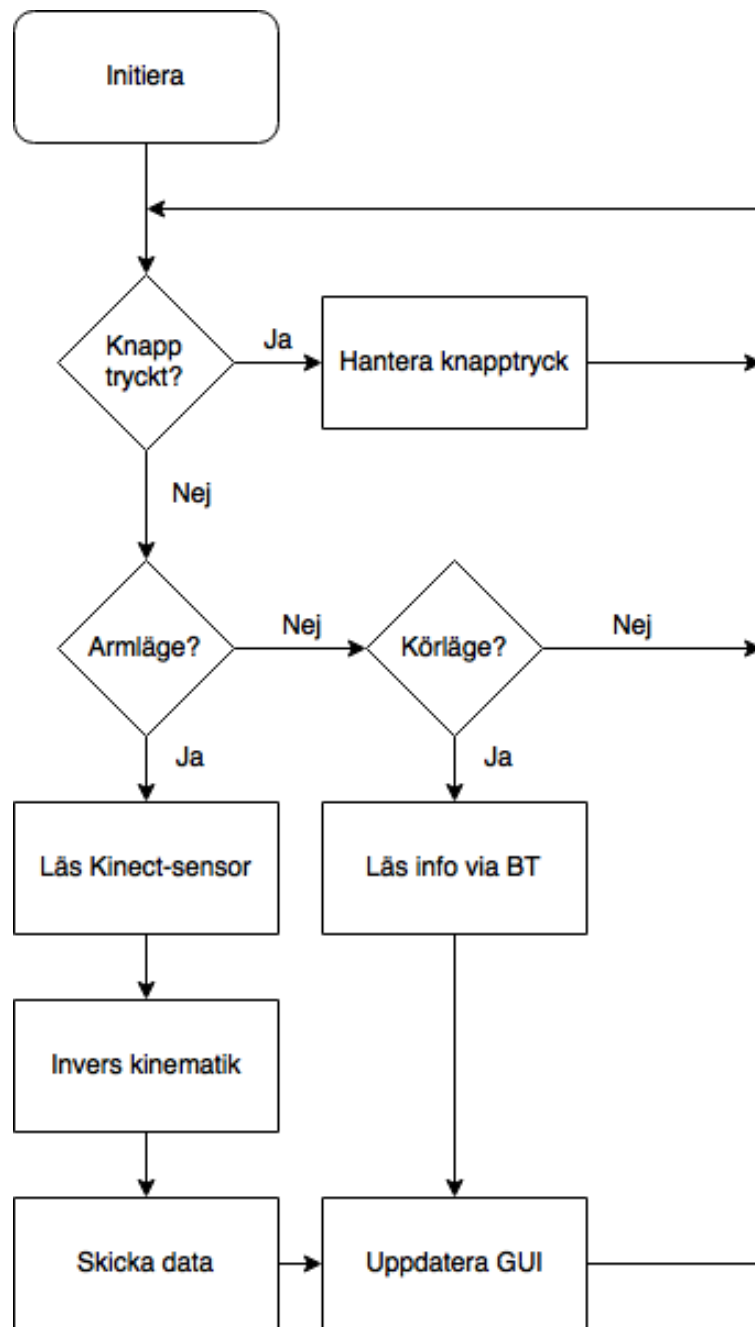 Initiera
Knapp
tryckt?
Ja
Hantera knapptryck
Nej
Armläge?
Nej
Körläge?
Nej
Ja
Ja
Läs Kinect-sensor
Läs info via BT
Invers kinematik
Skicka data
Uppdatera GUI